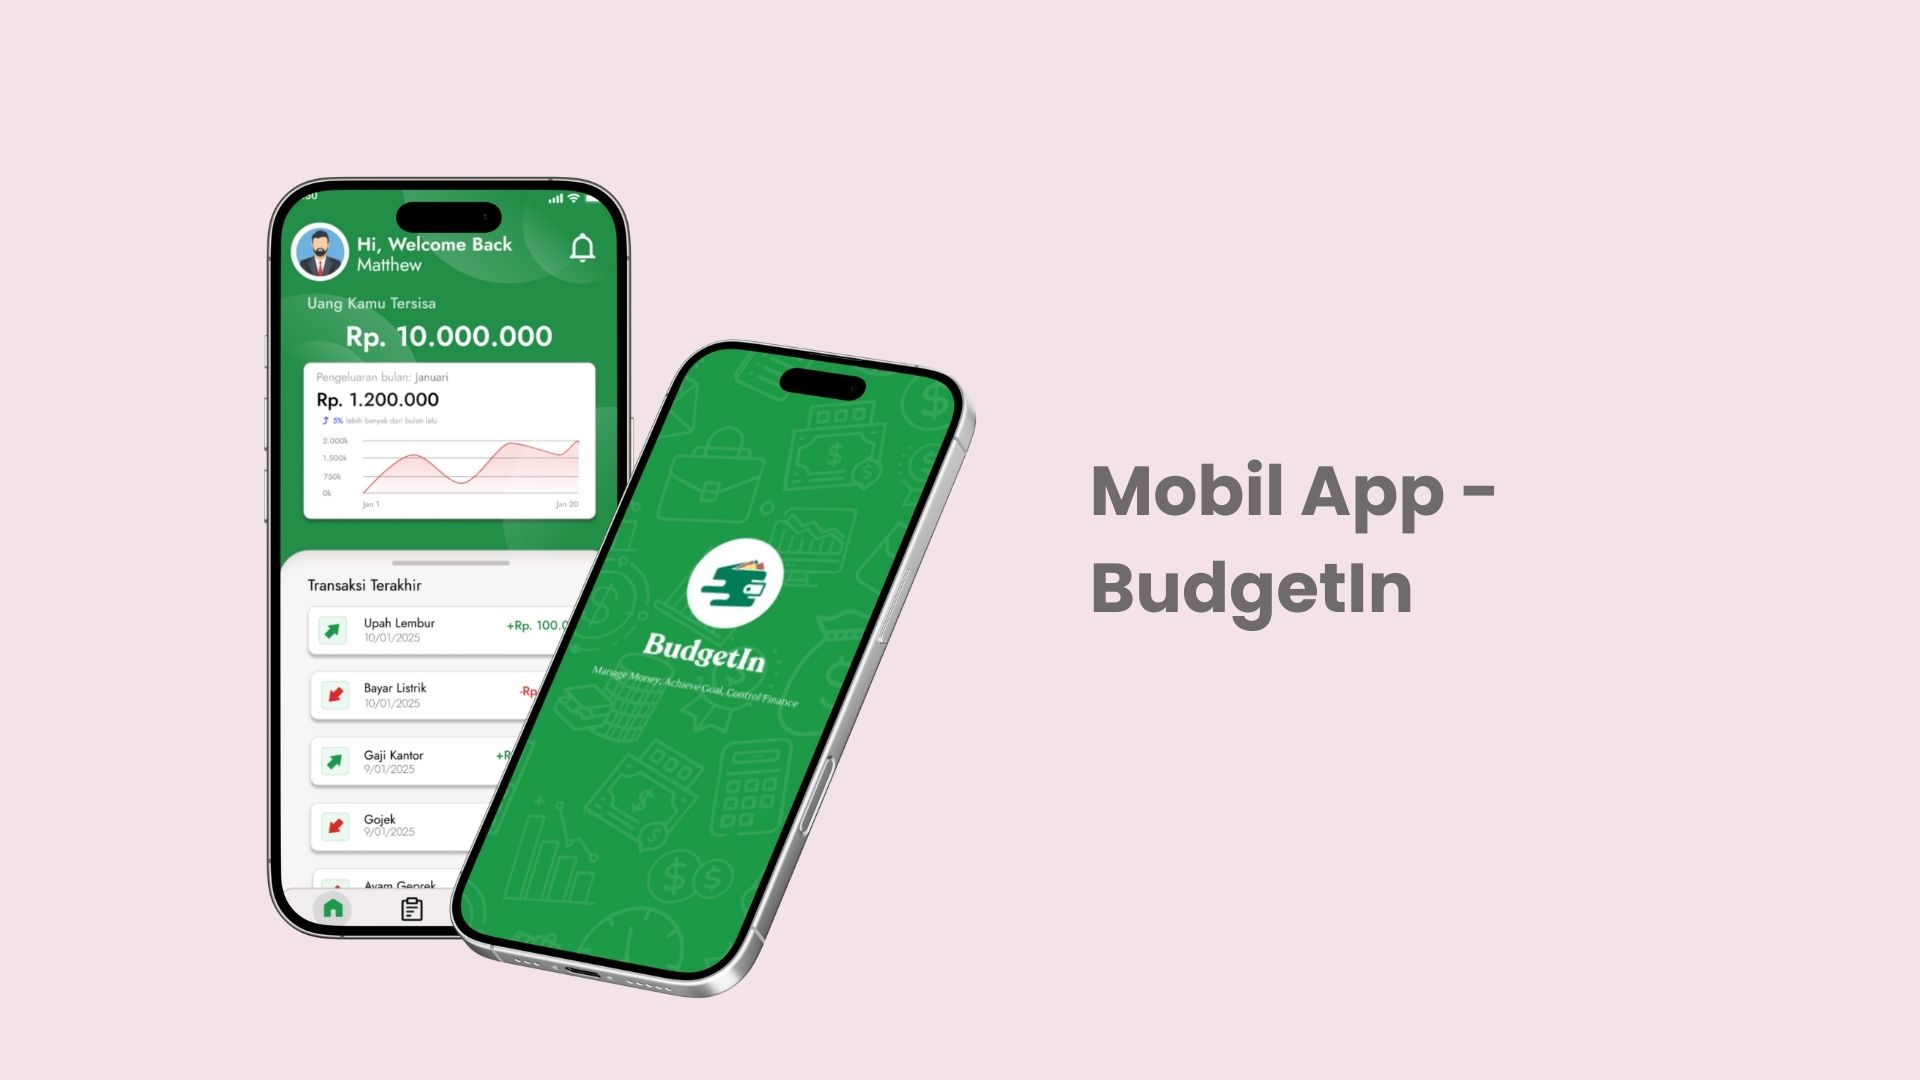 Hi, Welcome Back
Matthew
Uang Kamu Tersisa
Rp. 10.000.000
Pengeluaran bulan: Januari
Rp. 1.200.000
5% lebih banyak dari bulan lalu
2.000k
1.500k
750k
0k
Jan 1 Jan 20
Transaksi Terakhir
Upah Lembur +Rp. 100.0
10/01/2025
Bayar Listrik -Rp
10/01/2025
Gaji Kantor +R
9/01/2025
Gojek
9/01/2025
Ayam Geprek
BudgetIn
Manage Money, Achieve Goal, Control Finance
Mobil App -
BudgetIn